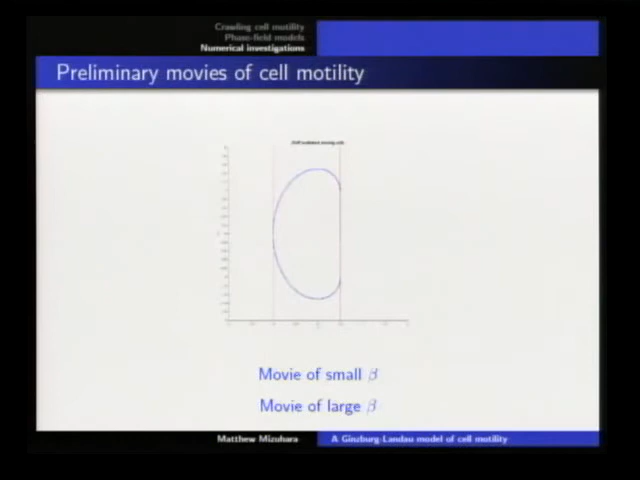 Crawling cell motility
Phase-field models
Numerical investigations
Preliminary movies of cell motility
Movie of small β
Movie of large β
Matthew Mizuhara
A Ginzburg-Landau model of cell motility